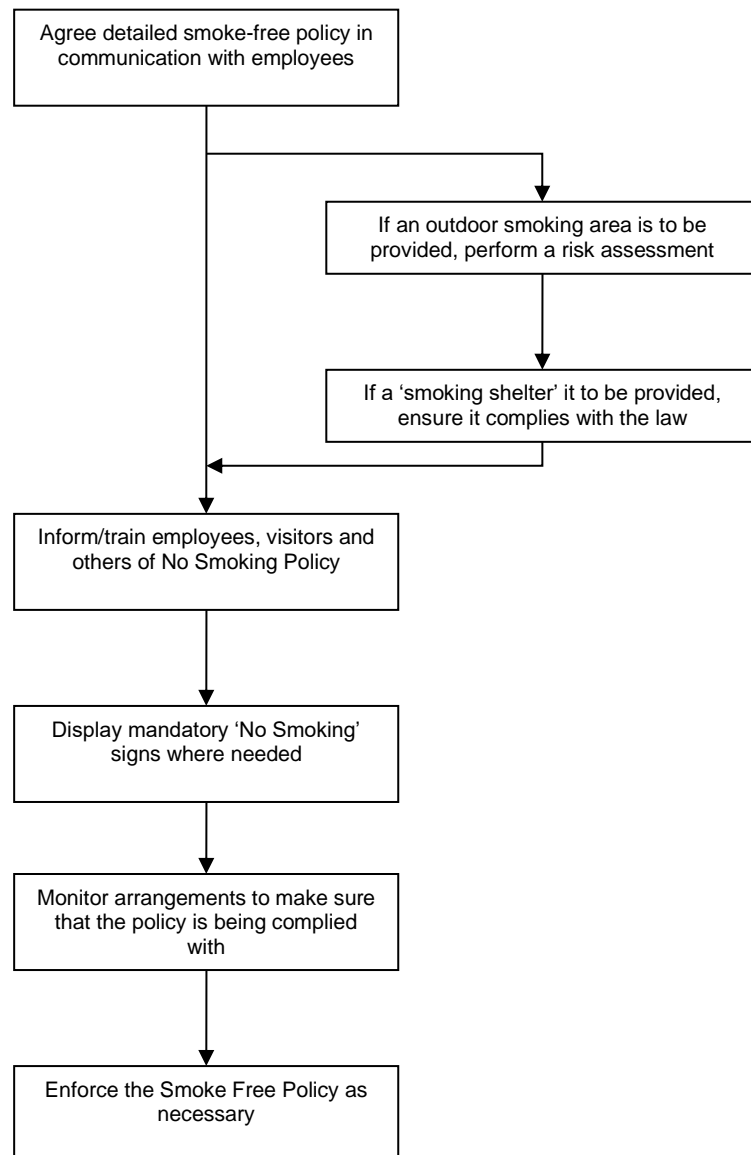 Agree detailed smoke-free policy in
communication with employees
If an outdoor smoking area is to be
provided, perform a risk assessment
If a ‘smoking shelter’ it to be provided,
ensure it complies with the law
Inform/train employees, visitors and
others of No Smoking Policy
Display mandatory ‘No Smoking’
signs where needed
Monitor arrangements to make sure
that the policy is being complied
with
Enforce the Smoke Free Policy as
necessary